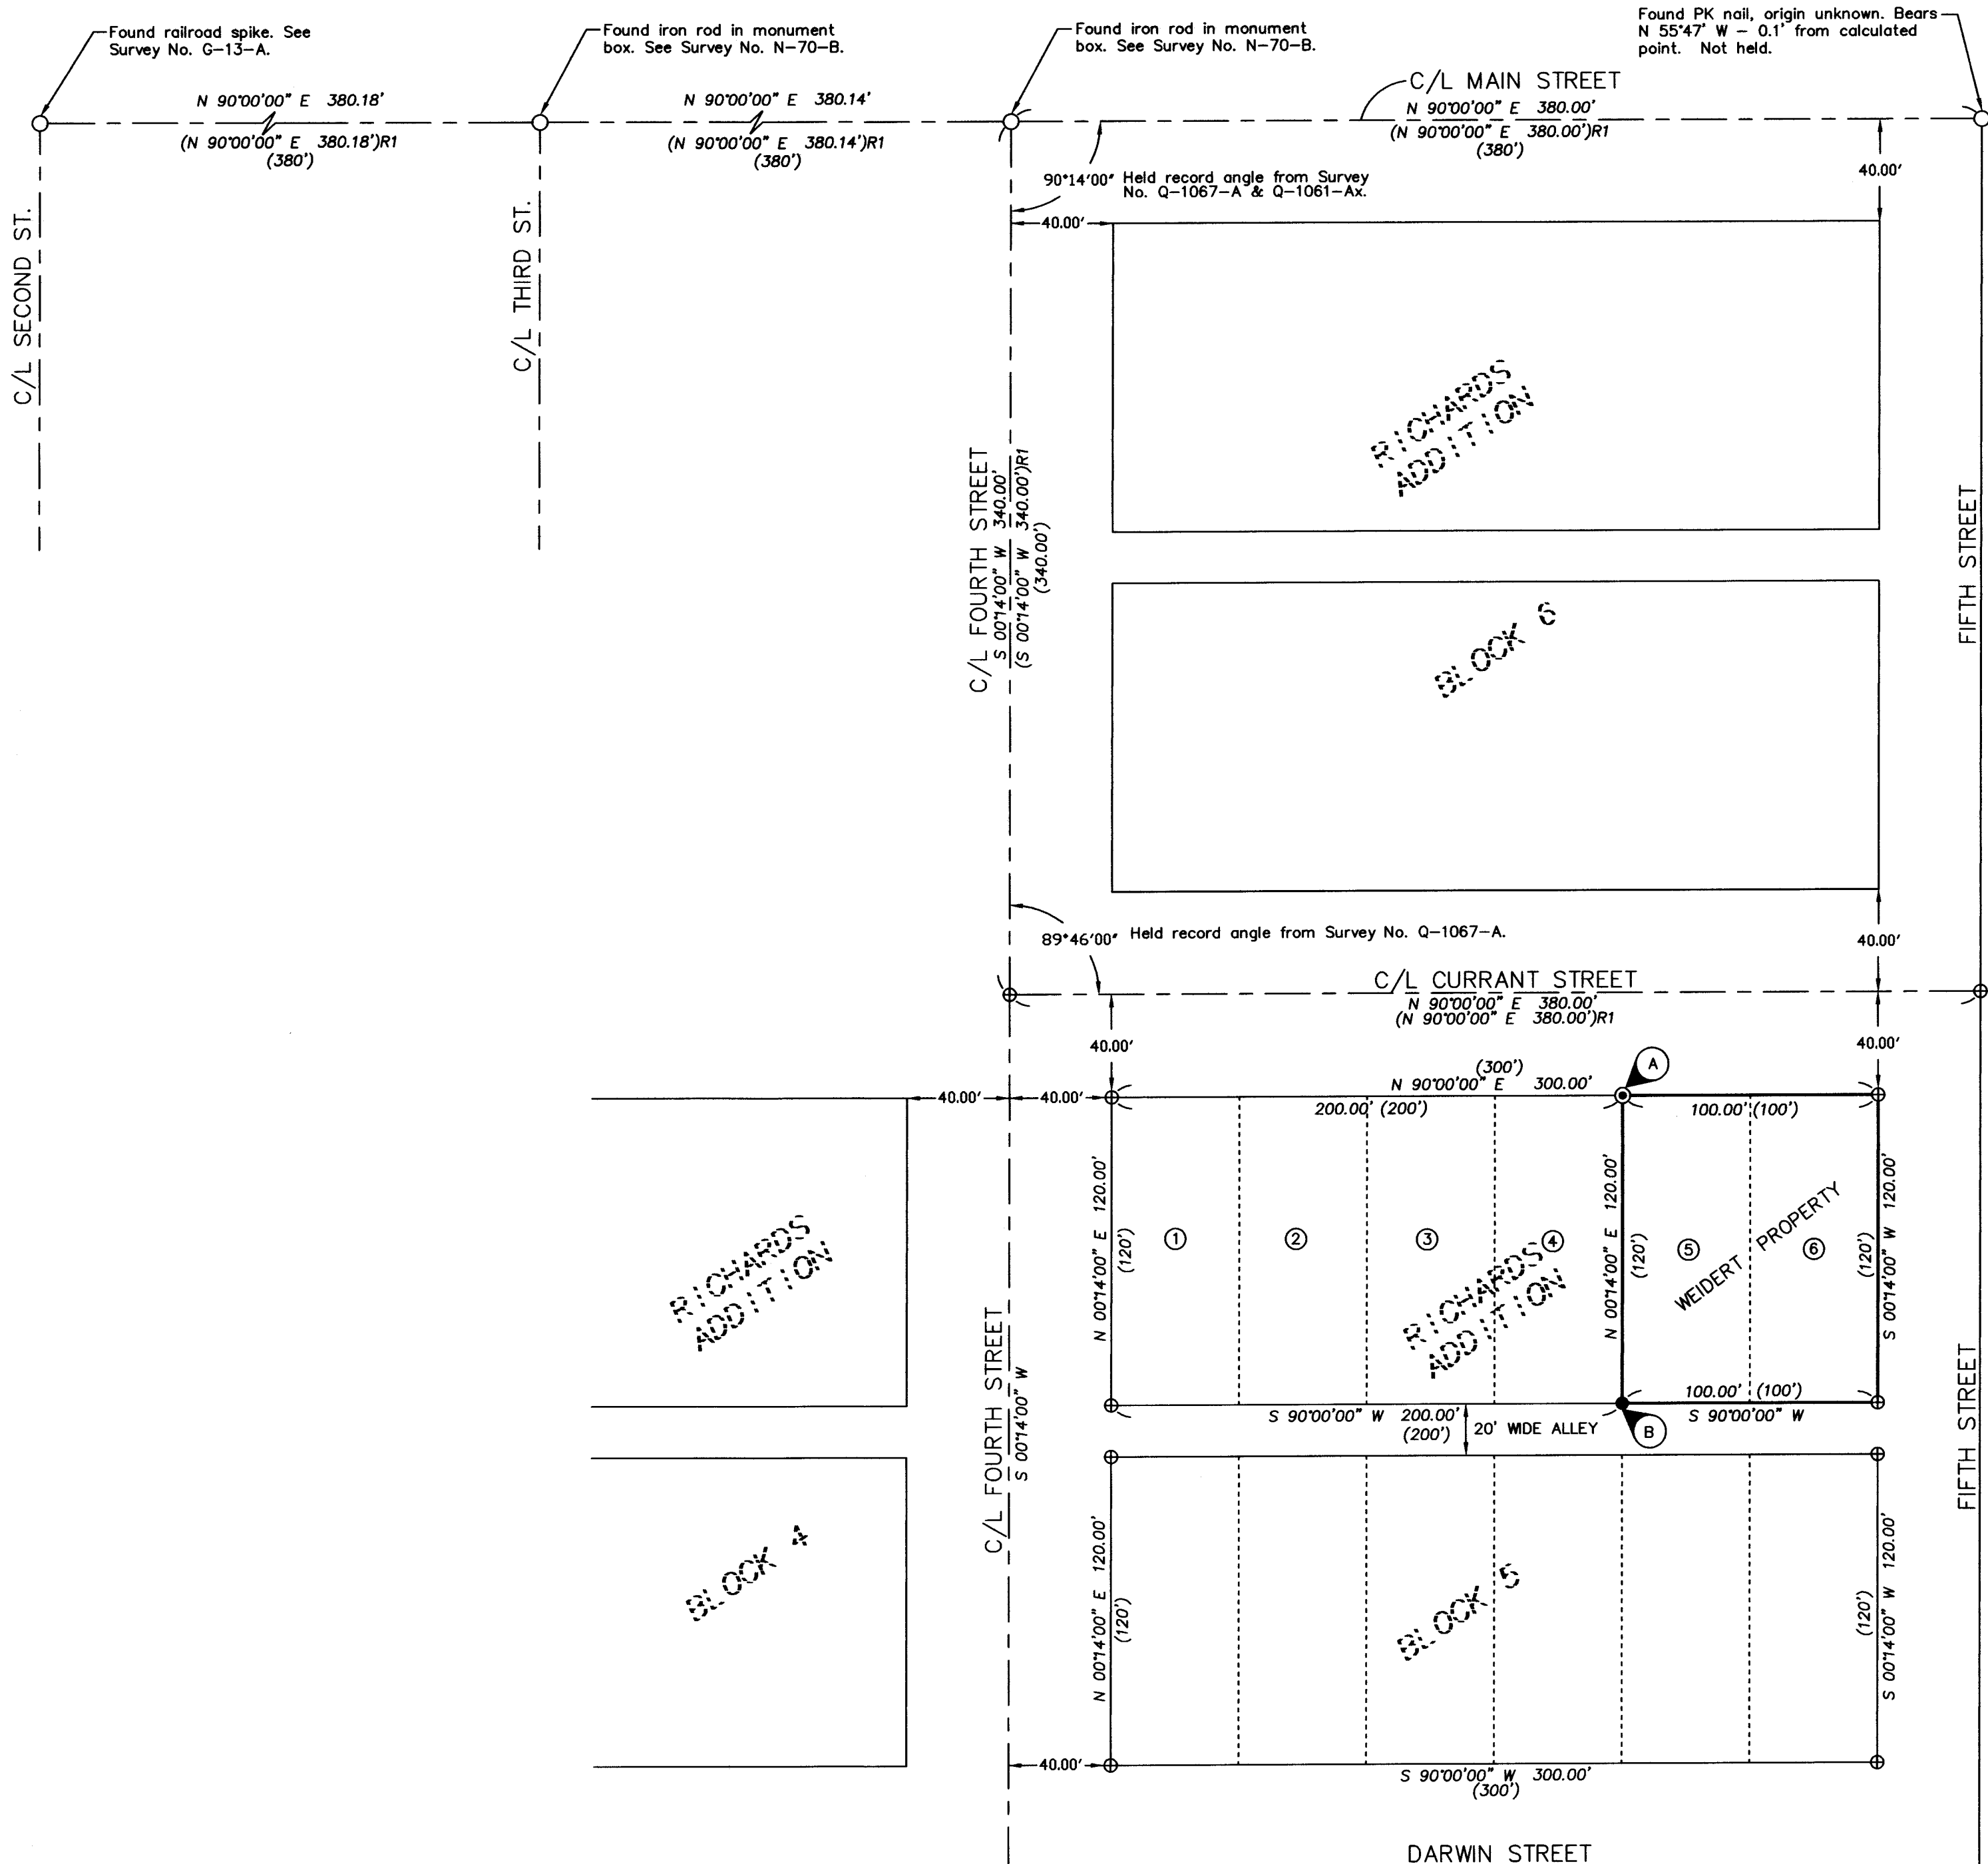 Found railroad spike. See
Survey No. G-13-A.
Found iron rod in monument
box. See Survey No. N-70-B.
Found iron rod in monument
box. See Survey No. N-70-B.
Found PK nail, origin unknown. Bears
N 55°47' W - 0.1' from calculated
point. Not held.
C/L MAIN STREET
N 90°00'00" E 380.18'
(N 90°00'00" E 380.18')R1
(380')
N 90°00'00" E 380.14'
(N 90°00'00" E 380.14')R1
(380')
N 90°00'00" E 380.00'
(N 90°00'00" E 380.00')R1
(380')
90°14'00" Held record angle from Survey
No. Q-1067-A & Q-1061-Ax.
40.00'
40.00'
C/L SECOND ST.
C/L THIRD ST.
C/L FOURTH STREET
S 00°14'00" W 340.00'
(S 00°14'00" W 340.00')R1
(340.00')
RICHARDS
ADDITION
BLOCK 6
FIFTH STREET
89°46'00" Held record angle from Survey No. Q-1067-A.
40.00'
C/L CURRANT STREET
N 90°00'00" E 380.00'
(N 90°00'00" E 380.00')R1
40.00'
40.00'
(300')
N 90°00'00" E 300.00'
A
40.00'
40.00'
200.00' (200')
100.00' (100')
N 00°14'00" E 120.00'
(120')
1
2
3
4
N 00°14'00" E 120.00'
(120')
5
6
WEIDERT PROPERTY
(120')
S 00°14'00" W 120.00'
RICHARDS
ADDITION
RICHARDS
ADDITION
C/L FOURTH STREET
S 00°14'00" W
S 90°00'00" W 200.00'
(200')
20' WIDE ALLEY
B
100.00' (100')
S 90°00'00" W
FIFTH STREET
BLOCK 4
N 00°14'00" E 120.00'
(120')
BLOCK 5
(120')
S 00°14'00" W 120.00'
40.00'
S 90°00'00" W 300.00'
(300')
DARWIN STREET